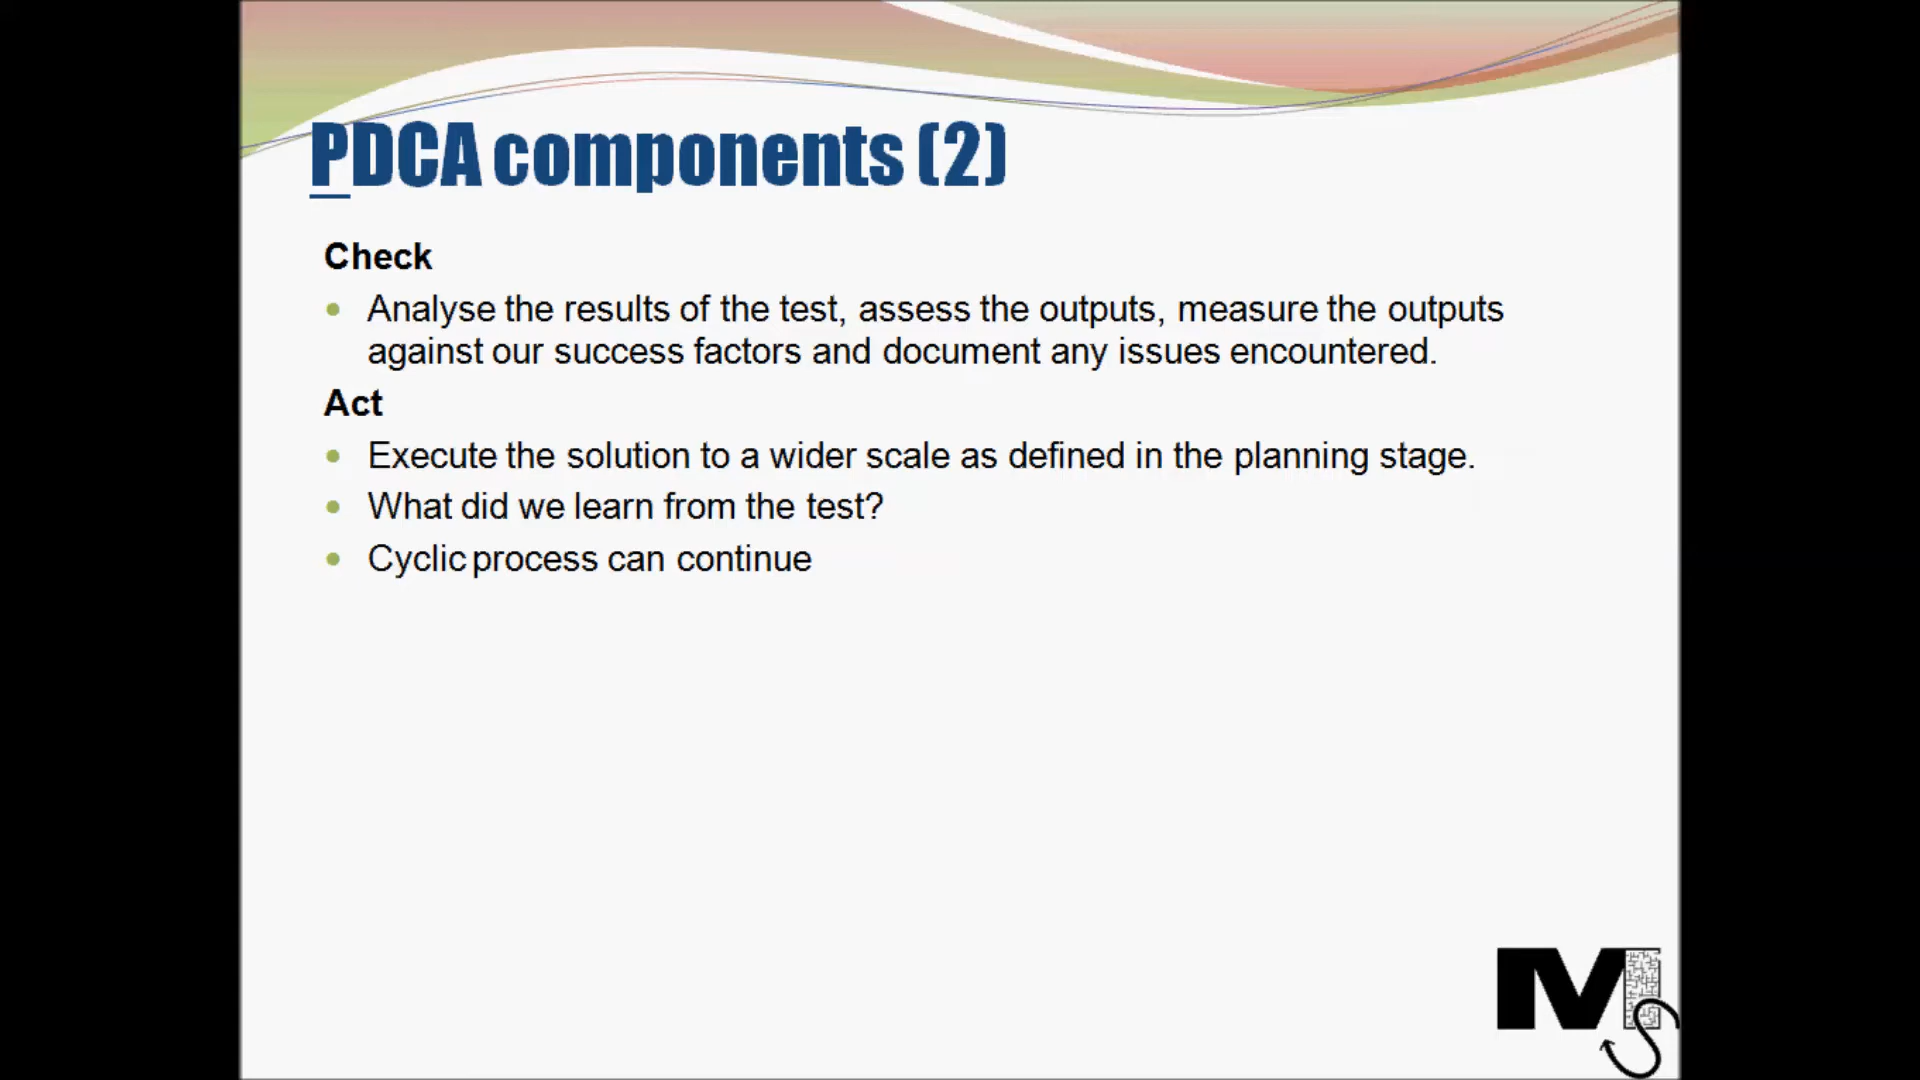 PDCA components (2)
Check
• Analyse the results of the test, assess the outputs, measure the outputs
against our success factors and document any issues encountered.
Act
• Execute the solution to a wider scale as defined in the planning stage.
• What did we learn from the test?
• Cyclic process can continue
MS